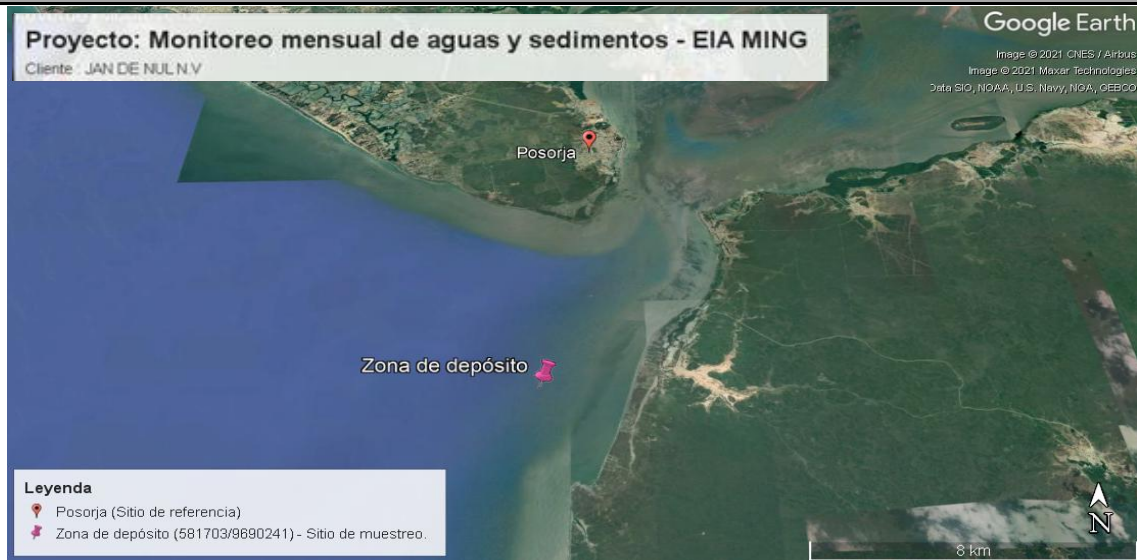 Proyecto: Monitoreo mensual de aguas y sedimentos - EIA MING
Cliente : JAN DE NUL N.V
Google Earth
Image © 2021 CNES / Airbus
Image © 2021 Maxar Technologies
Data SIO, NOAA, U.S. Navy, NGA, GEBCO
Posorja
Zona de depósito
Leyenda
Posorja (Sitio de referencia)
Zona de depósito (581703/9690241) - Sitio de muestreo.
N
8 km